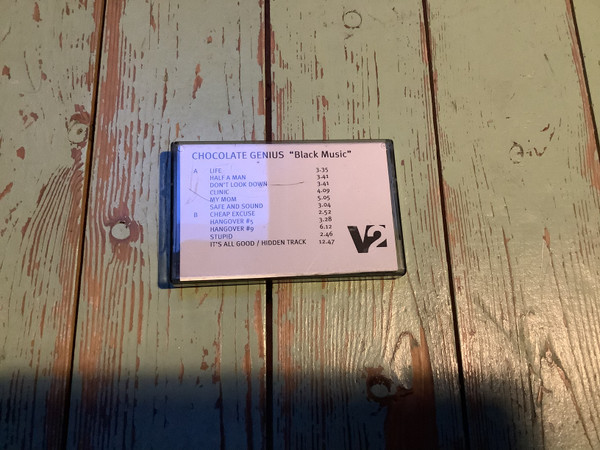 CHOCOLATE GENIUS "Black Music"
A LIFE 3.35
HALF A MAN 3.41
DON'T LOOK DOWN 3.41
CLINIC 4.09
MY MOM 5.05
SAFE AND SOUND 3.04
B CHEAP EXCUSE 2.52
HANGOVER #5 3.28
HANGOVER #9 6.12
STUPID 2.46
IT'S ALL GOOD / HIDDEN TRACK 12.47
V2